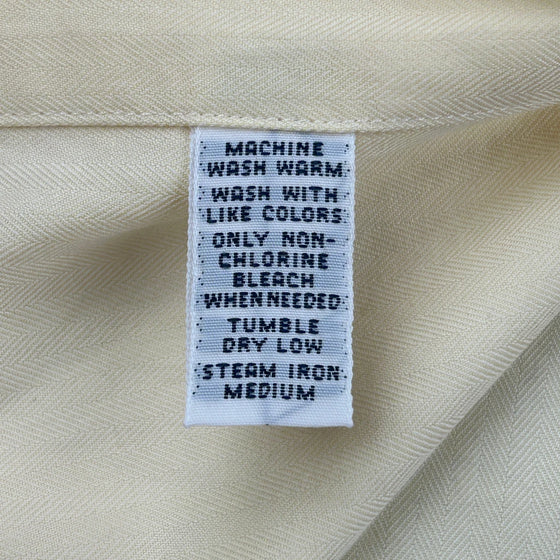 MACHINE
WASH WARM
WASH WITH
LIKE COLORS
ONLY NON-
CHLORINE
BLEACH
WHEN NEEDED
TUMBLE
DRY LOW
STEAM IRON
MEDIUM